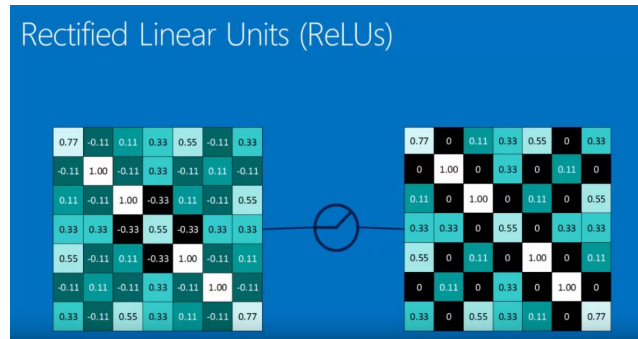 Rectified Linear Units (ReLUs)
0.77 -0.11 0.11 0.33 0.55 -0.11 0.33
-0.11 1.00 -0.11 0.33 -0.11 0.11 -0.11
0.11 -0.11 1.00 -0.33 0.11 -0.11 0.55
0.33 0.33 -0.33 0.55 -0.33 0.33 0.33
0.55 -0.11 0.11 -0.33 1.00 -0.11 0.11
-0.11 0.11 -0.11 0.33 -0.11 1.00 -0.11
0.33 -0.11 0.55 0.33 0.11 -0.11 0.77
0.77 0 0.11 0.33 0.55 0 0.33
0 1.00 0 0.33 0 0.11 0
0.11 0 1.00 0 0.11 0 0.55
0.33 0.33 0 0.55 0 0.33 0.33
0.55 0 0.11 0 1.00 0 0.11
0 0.11 0 0.33 0 1.00 0
0.33 0 0.55 0.33 0.11 0 0.77